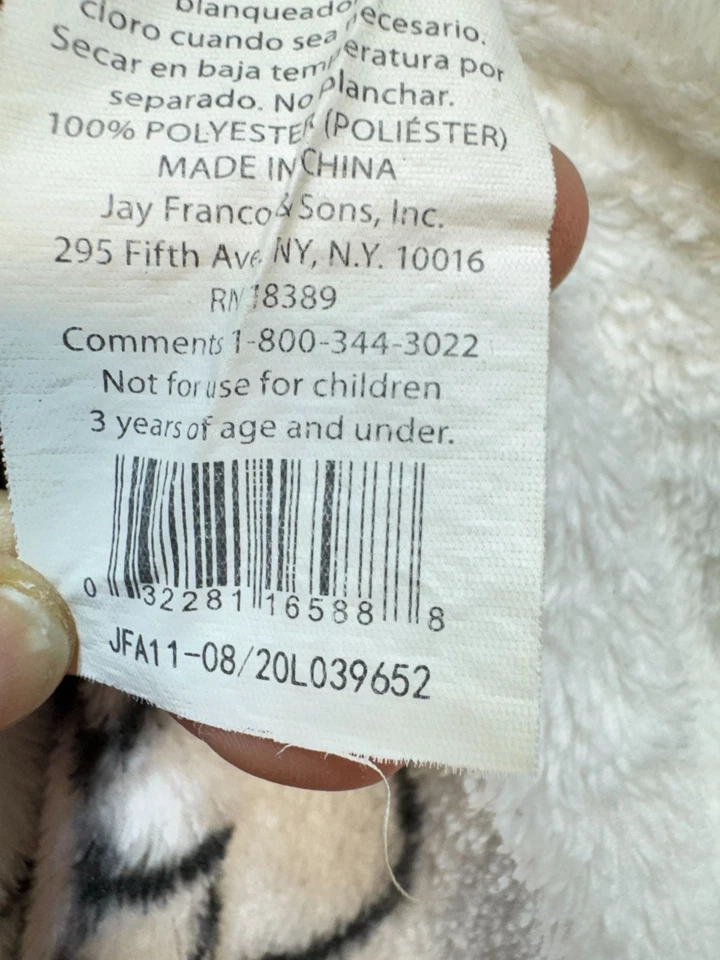 blanqueado necesario.
cloro cuando sea
Secar en baja temperatura por
separado. No planchar.
100% POLYESTER (POLIÉSTER)
MADE IN CHINA
Jay Franco & Sons, Inc.
295 Fifth Ave NY, N.Y. 10016
RN 18389
Comments 1-800-344-3022
Not for use for children
3 years of age and under.
0 32281 16588 8
JFA11-08/20L039652